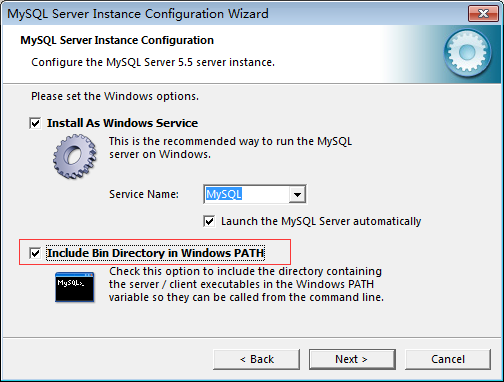 MySQL Server Instance Configuration Wizard
MySQL Server Instance Configuration
Configure the MySQL Server 5.5 server instance.
Please set the Windows options.
Install As Windows Service
This is the recommended way to run the MySQL
server on Windows.
Service Name:
MySQL
Launch the MySQL Server automatically
Include Bin Directory in Windows PATH
MySQL>_
Check this option to include the directory containing
the server / client executables in the Windows PATH
variable so they can be called from the command line.
< Back
Next >
Cancel